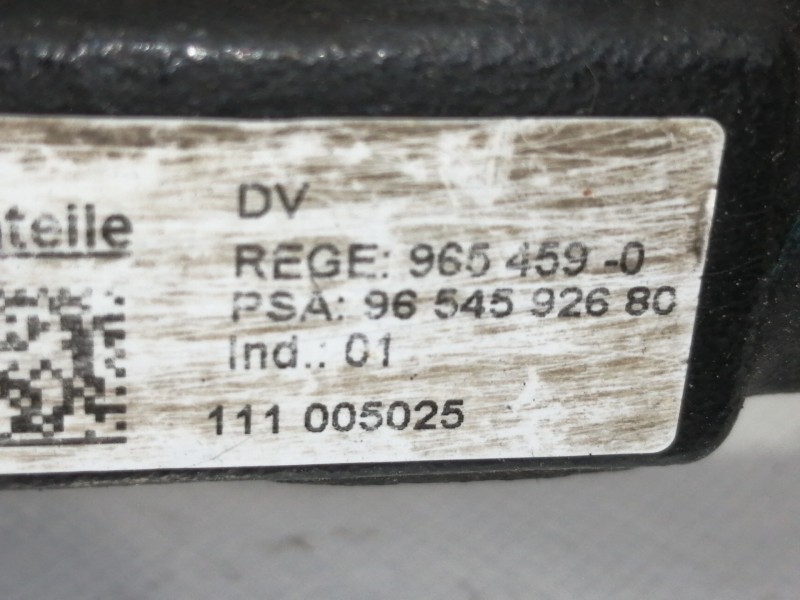 DV
teile
REGE: 965 459 -0
PSA: 96 545 926 80
Ind.: 01
111 005025